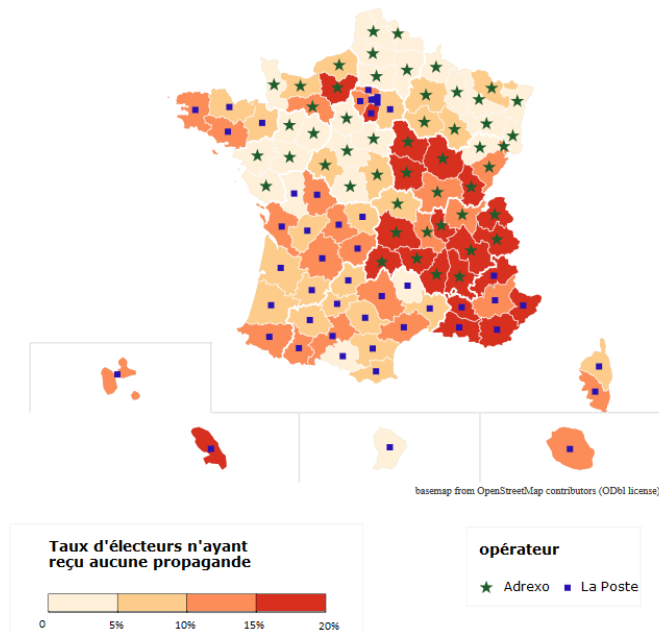 basemap from OpenStreetMap contributors (ODbl license)
Taux d'électeurs n'ayant
reçu aucune propagande
0 5% 10% 15% 20%
opérateur
Adrexo La Poste